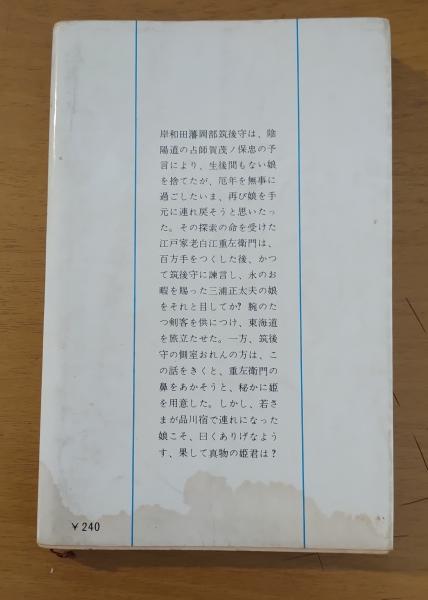 岸和田藩岡部筑後守は、陰
陽道の占師賀茂ノ保忠の予
言により、生後間もない娘
を捨てたが、厄年を無事に
過ごしたいま、再び娘を手
元に連れ戻そうと思いたっ
た。その探索の命を受けた
江戸家老白江重左衛門は、
百方手をつくした後、かつ
て筑後守に諫言し、永のお
暇を賜った三浦正太夫の娘
をそれと目してか？腕のた
つ剣客を供につけ、東海道
を旅立たせた。一方、筑後
守の側室おれんの方は、こ
の話をきくと、重左衛門の
鼻をあかそうと、秘かに姫
を用意した。しかし、若さ
まが品川宿で連れになった
娘こそ、曰くありげなよう
す、果して真物の姫君は？
￥240